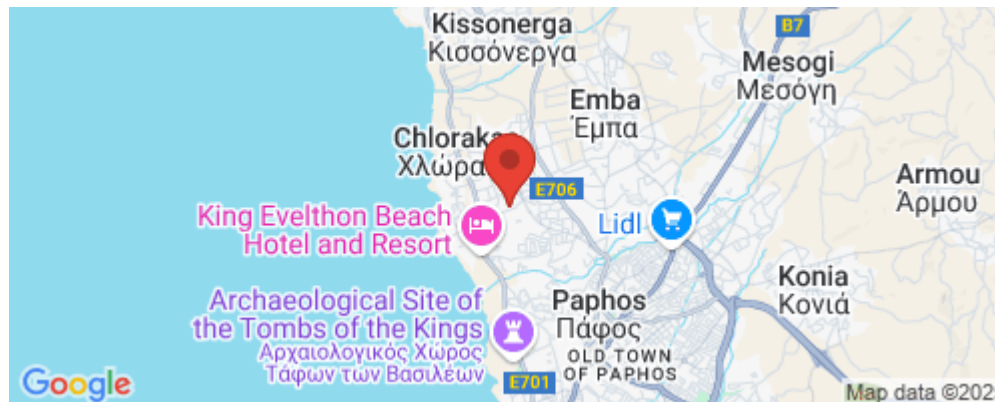 Kissonerga
Κισσόνεργα
B7
Mesogi
Μεσόγη
Emba
Έμπα
Armou
Άρμου
E706
King Evelthon Beach
Hotel and Resort
Lidl
Konia
Κονιά
Archaeological Site of
the Tombs of the Kings
Αρχαιολογικός Χώρος
Τάφων των Βασιλέων
Paphos
Πάφος
OLD TOWN
OF PAPHOS
E701
Google
Map data